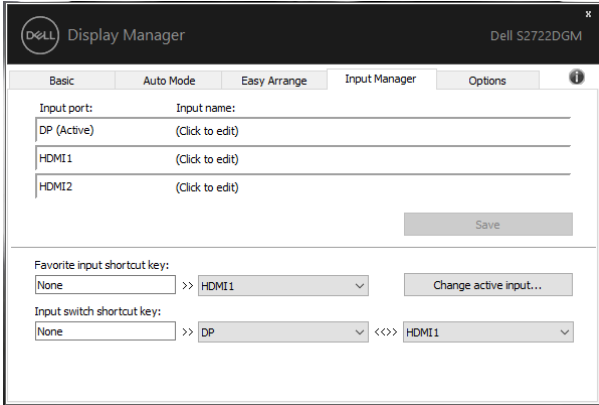 x
DELL Display Manager Dell S2722DGM
Basic Auto Mode Easy Arrange Input Manager Options i
Input port: Input name:
DP (Active) (Click to edit)
HDMI1 (Click to edit)
HDMI2 (Click to edit)
Save
Favorite input shortcut key:
None >> HDMI1 Change active input...
Input switch shortcut key:
None >> DP <<>> HDMI1